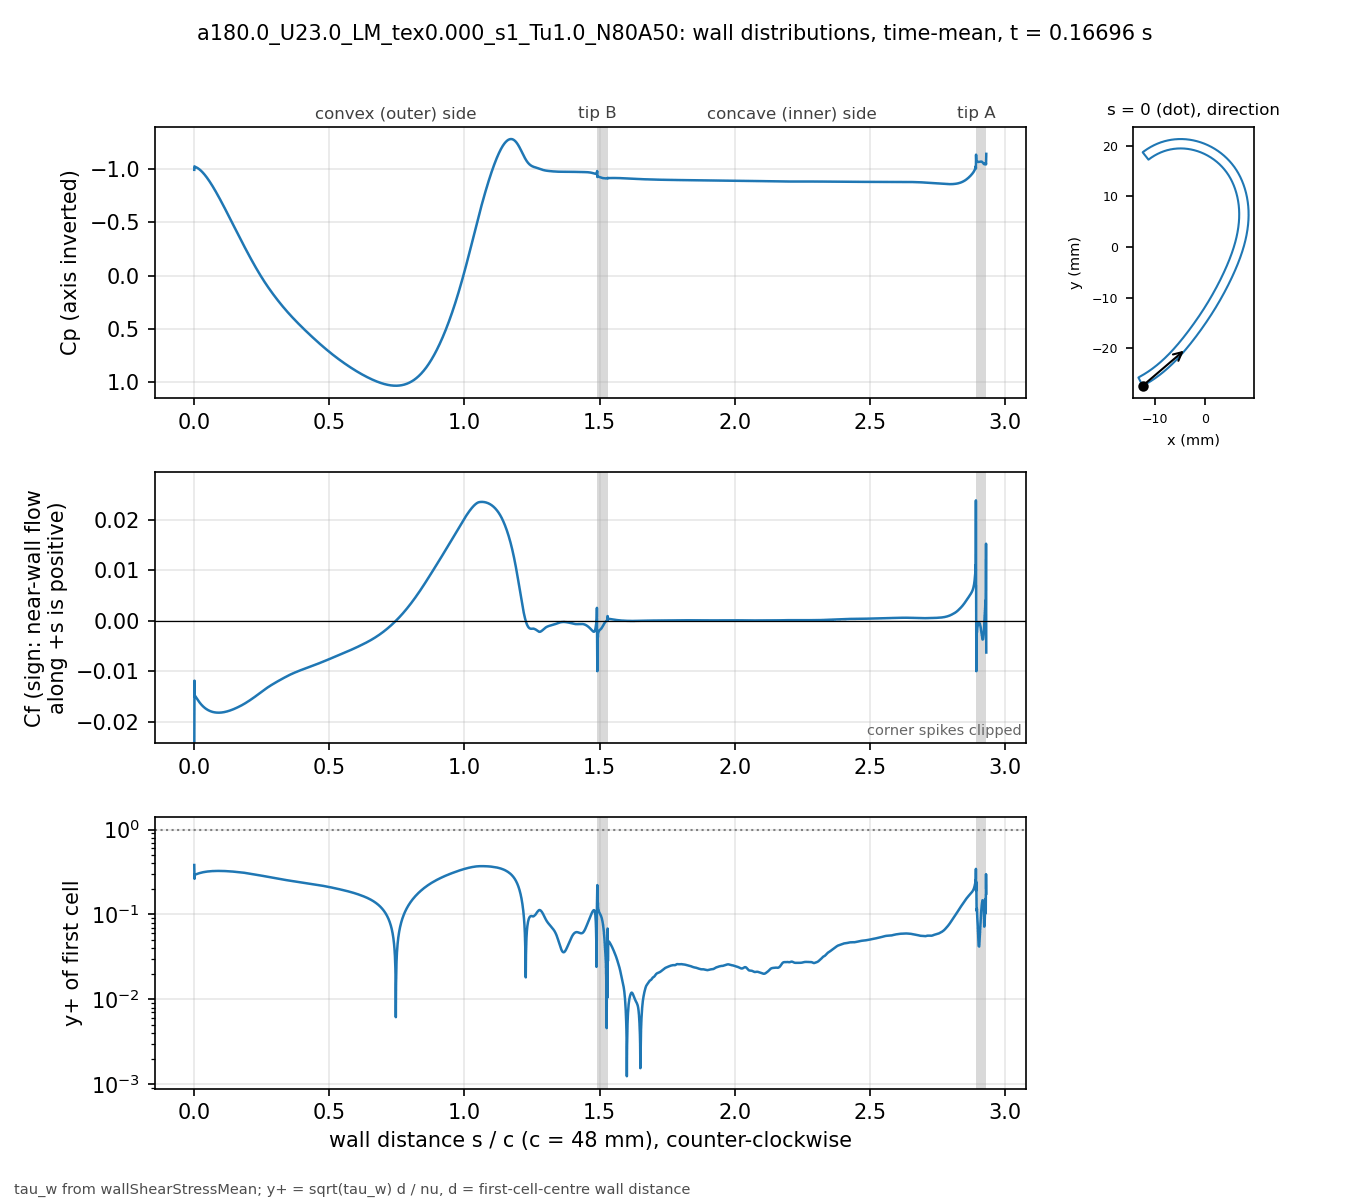 a180.0_U23.0_LM_tex0.000_s1_Tu1.0_N80A50: wall distributions, time-mean, t = 0.16696 s
convex (outer) side
tip B
concave (inner) side
tip A
s = 0 (dot), direction
Cp (axis inverted)
−1.0
−0.5
0.0
0.5
1.0
0.0 0.5 1.0 1.5 2.0 2.5 3.0
y (mm)
20
10
0
−10
−20
−10 0
x (mm)
Cf (sign: near-wall flow
along +s is positive)
0.02
0.01
0.00
−0.01
−0.02
corner spikes clipped
0.0 0.5 1.0 1.5 2.0 2.5 3.0
y+ of first cell
10⁰
10⁻¹
10⁻²
10⁻³
0.0 0.5 1.0 1.5 2.0 2.5 3.0
wall distance s / c (c = 48 mm), counter-clockwise
tau_w from wallShearStressMean; y+ = sqrt(tau_w) d / nu, d = first-cell-centre wall distance